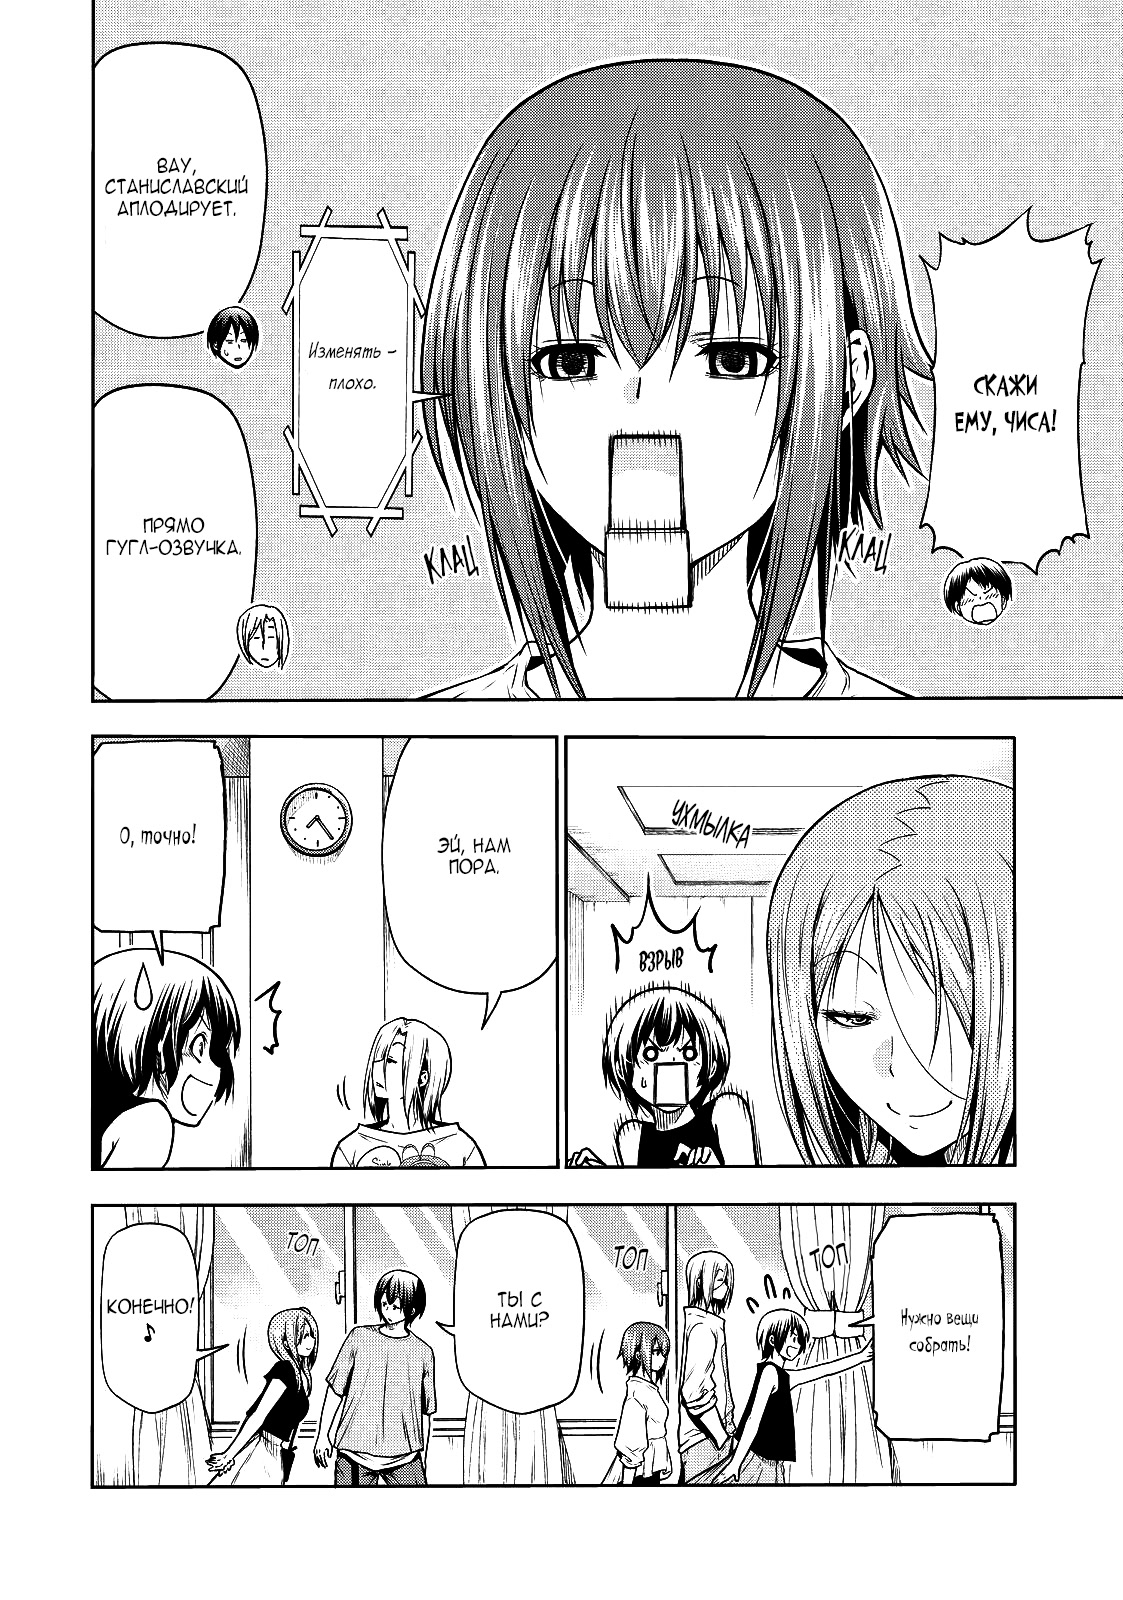 СКАЖИ
ЕМУ, ЧИСА!
КЛАЦ
КЛАЦ
Изменять –
плохо.
ВАУ,
СТАНИСЛАВСКИЙ
АПЛОДИРУЕТ.
ПРЯМО
ГУГЛ-ОЗВУЧКА.
УХМЫЛКА
ВЗРЫВ
ЭЙ, НАМ
ПОРА.
О, точно!
Sink
Нужно вещи
собрать!
ТОП
ТОП
ТЫ С
НАМИ?
ТОП
КОНЕЧНО!
♪